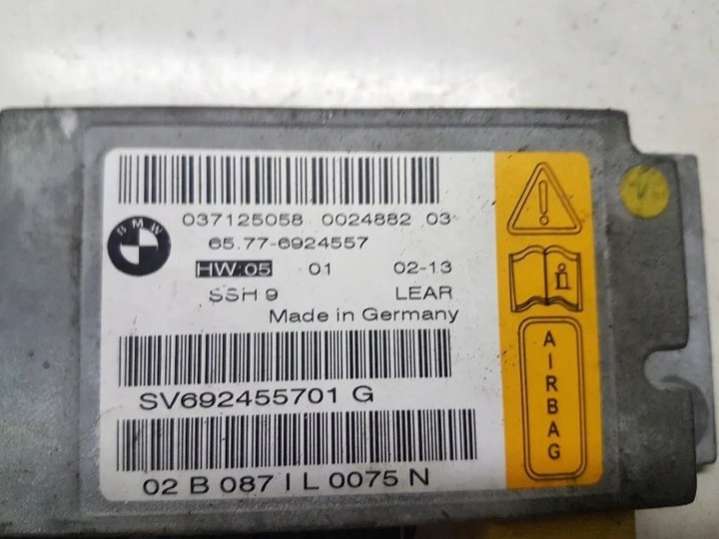 BMW
037125058 0024882 03
65.77-6924557
HW:05 01 02-13
SSH 9 LEAR
Made in Germany
SV692455701 G
02 B 087 I L 0075 N
AIRBAG